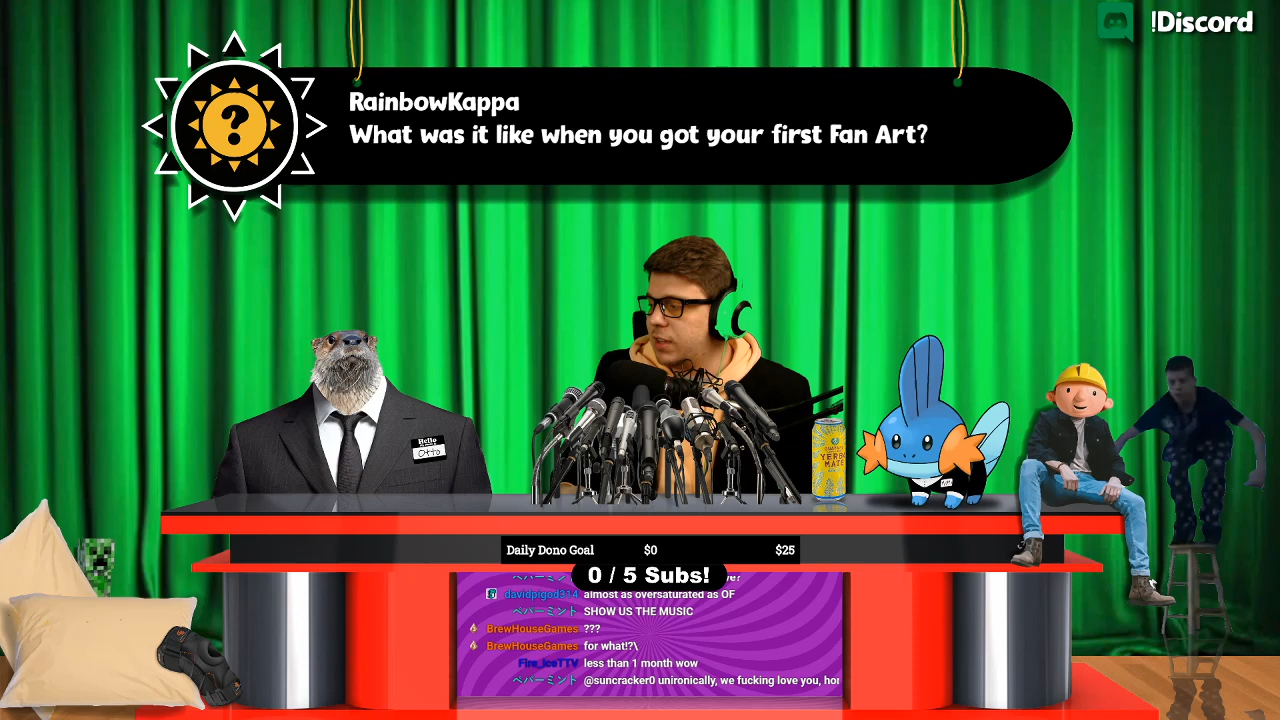 !Discord
RainbowKappa
What was it like when you got your first Fan Art?
Hello
Otto
YERBA
MATE
Daily Dono Goal $0 $25
0 / 5 Subs!
davidpigod314 almost as oversaturated as OF
ペパーミント SHOW US THE MUSIC
BrewHouseGames ???
BrewHouseGames for what!?\
Fire_IceTTV less than 1 month wow
ペパーミント @suncracker0 unironically, we fucking love you,